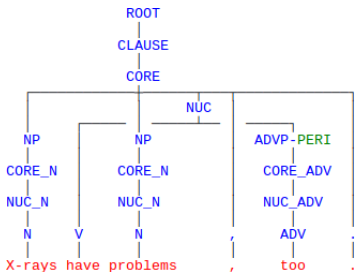 ROOT
CLAUSE
CORE
NUC
NP NP ADVP-PERI
CORE_N CORE_N CORE_ADV
NUC_N NUC_N NUC_ADV
N V N , ADV .
X-rays have problems , too .